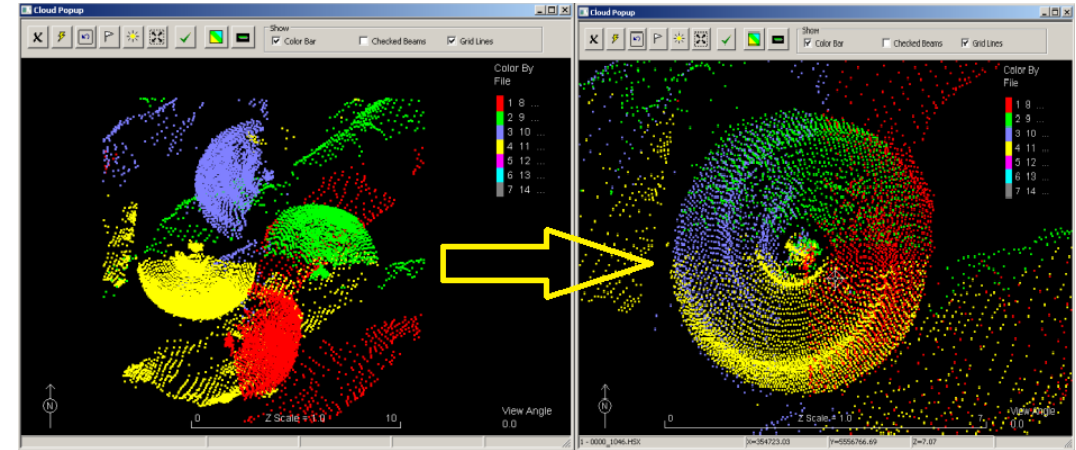 Cloud Popup
Show
Color Bar
Checked Beams
Grid Lines
Color By
File
1 8 ...
2 9 ...
3 10 ...
4 11 ...
5 12 ...
6 13 ...
7 14 ...
N
0 Z Scale = 1.0 10
View Angle
0.0
Cloud Popup
Show
Color Bar
Checked Beams
Grid Lines
Color By
File
1 8 ...
2 9 ...
3 10 ...
4 11 ...
5 12 ...
6 13 ...
7 14 ...
N
0 Z Scale = 1.0 7
View Angle
0.0
1 - 0000_1046.HSX X=354723.03 Y=5556766.69 Z=7.07